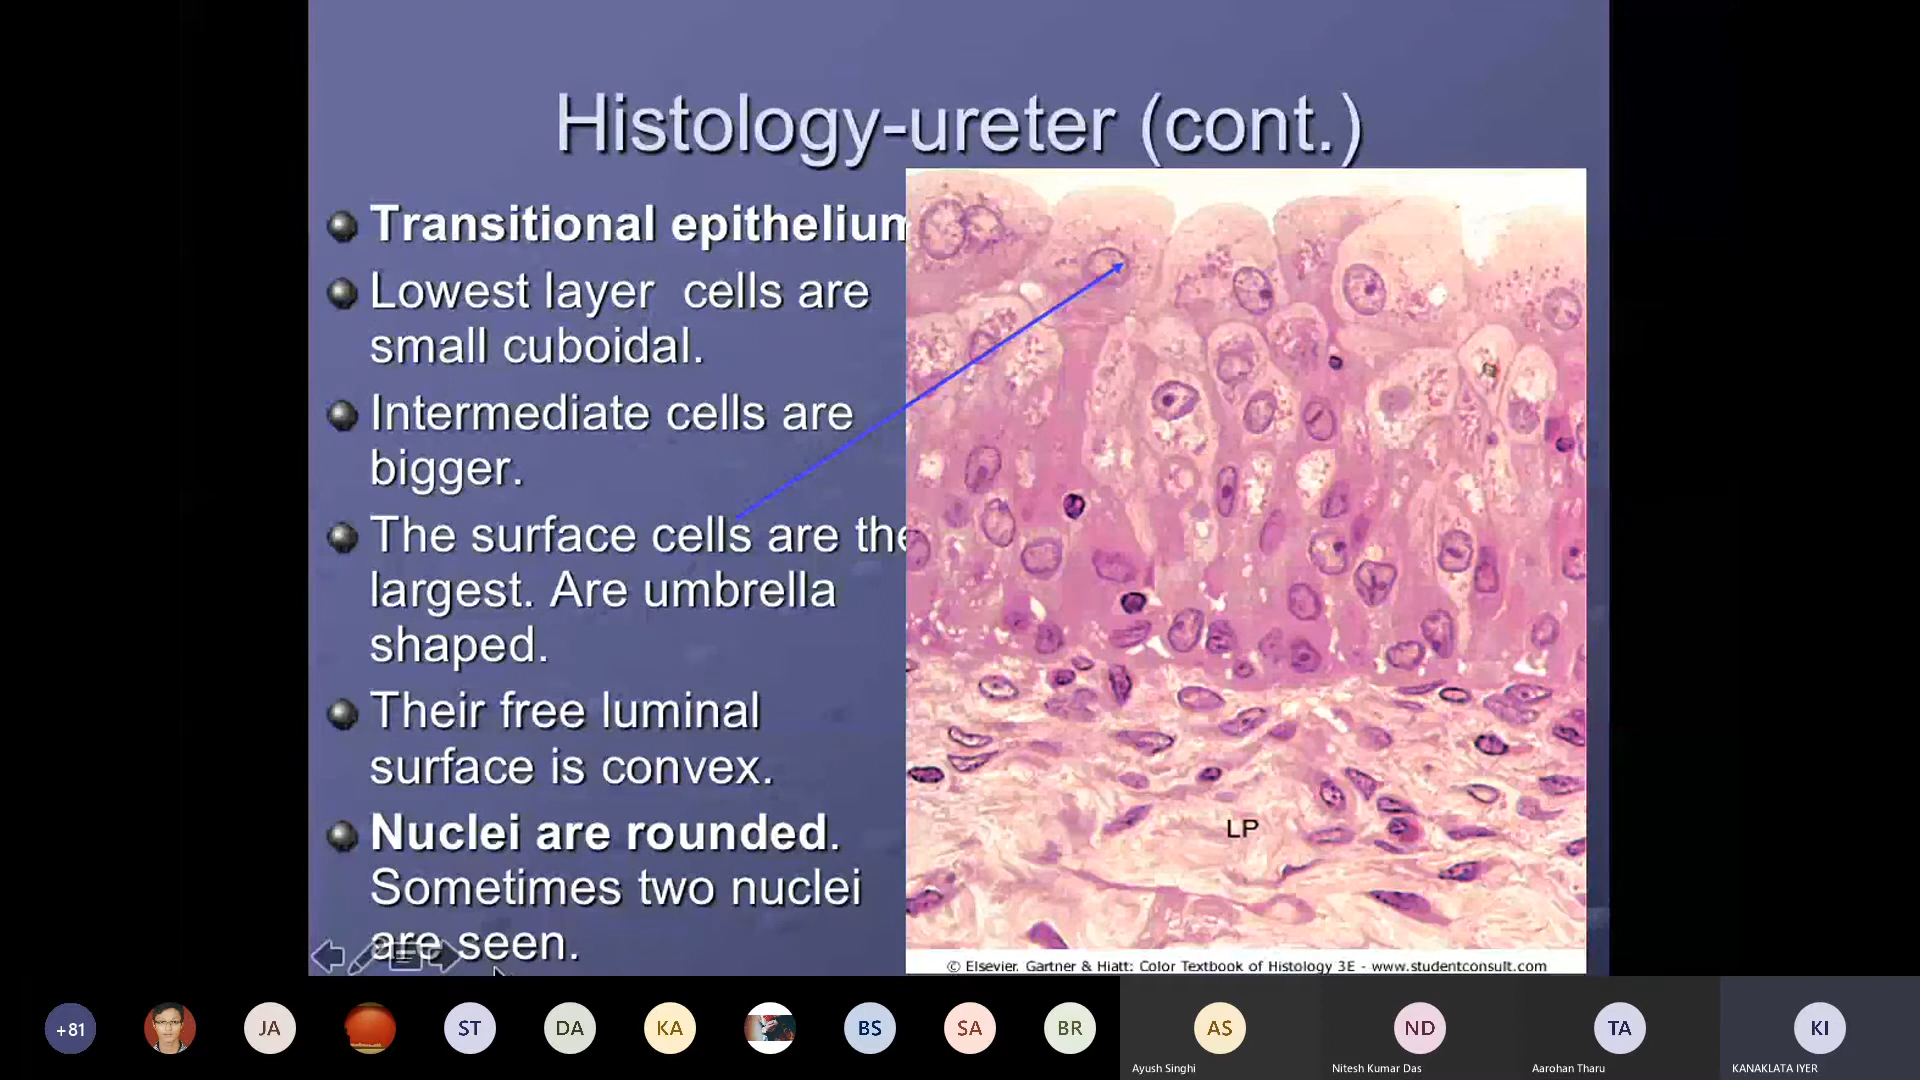 Histology-ureter (cont.)
Transitional epithelium
Lowest layer cells are
small cuboidal.
Intermediate cells are
bigger.
The surface cells are the
largest. Are umbrella
shaped.
Their free luminal
surface is convex.
Nuclei are rounded.
Sometimes two nuclei
are seen.
LP
© Elsevier. Gartner & Hiatt: Color Textbook of Histology 3E - www.studentconsult.com
+81
JA
ST
DA
KA
BS
SA
BR
AS
ND
TA
KI
Ayush Singhi
Nitesh Kumar Das
Aarohan Tharu
KANAKLATA IYER